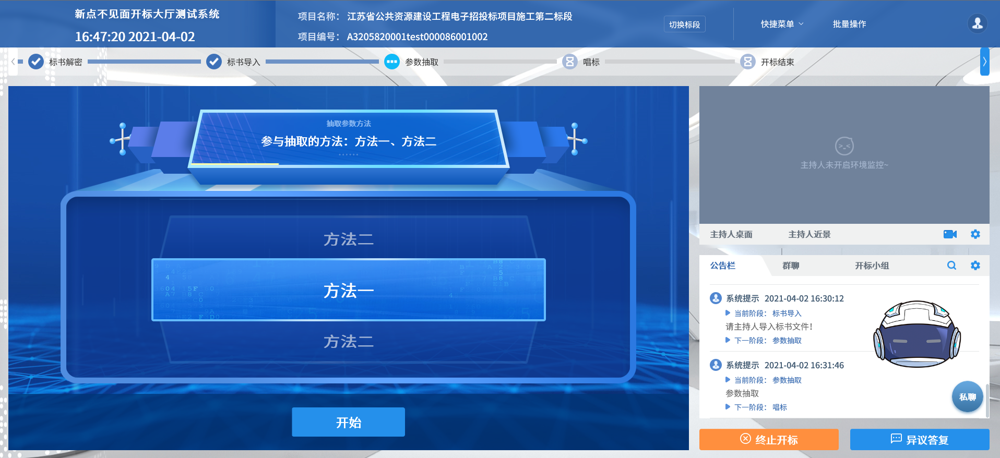 新点不见面开标大厅测试系统
16:47:20 2021-04-02
项目名称： 江苏省公共资源建设工程电子招投标项目施工第二标段
项目编号： A3205820001test000086001002
切换标段
快捷菜单
批量操作
标书解密
标书导入
参数抽取
唱标
开标结束
抽取参数方法
参与抽取的方法：方法一、方法二
方法二
方法一
方法二
开始
主持人未开启环境监控~
主持人桌面
主持人近景
公告栏
群聊
开标小组
系统提示 2021-04-02 16:30:12
当前阶段： 标书导入
请主持人导入标书文件！
下一阶段： 参数抽取
系统提示 2021-04-02 16:31:46
当前阶段： 参数抽取
参数抽取
下一阶段： 唱标
私聊
终止开标
异议答复